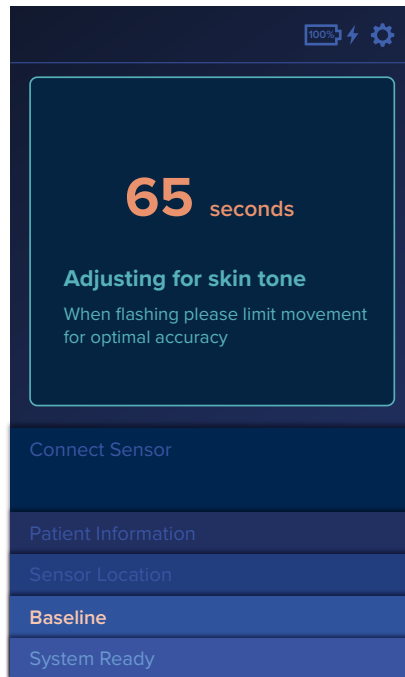 100%
65 seconds
Adjusting for skin tone
When flashing please limit movement
for optimal accuracy
Connect Sensor
Patient Information
Sensor Location
Baseline
System Ready